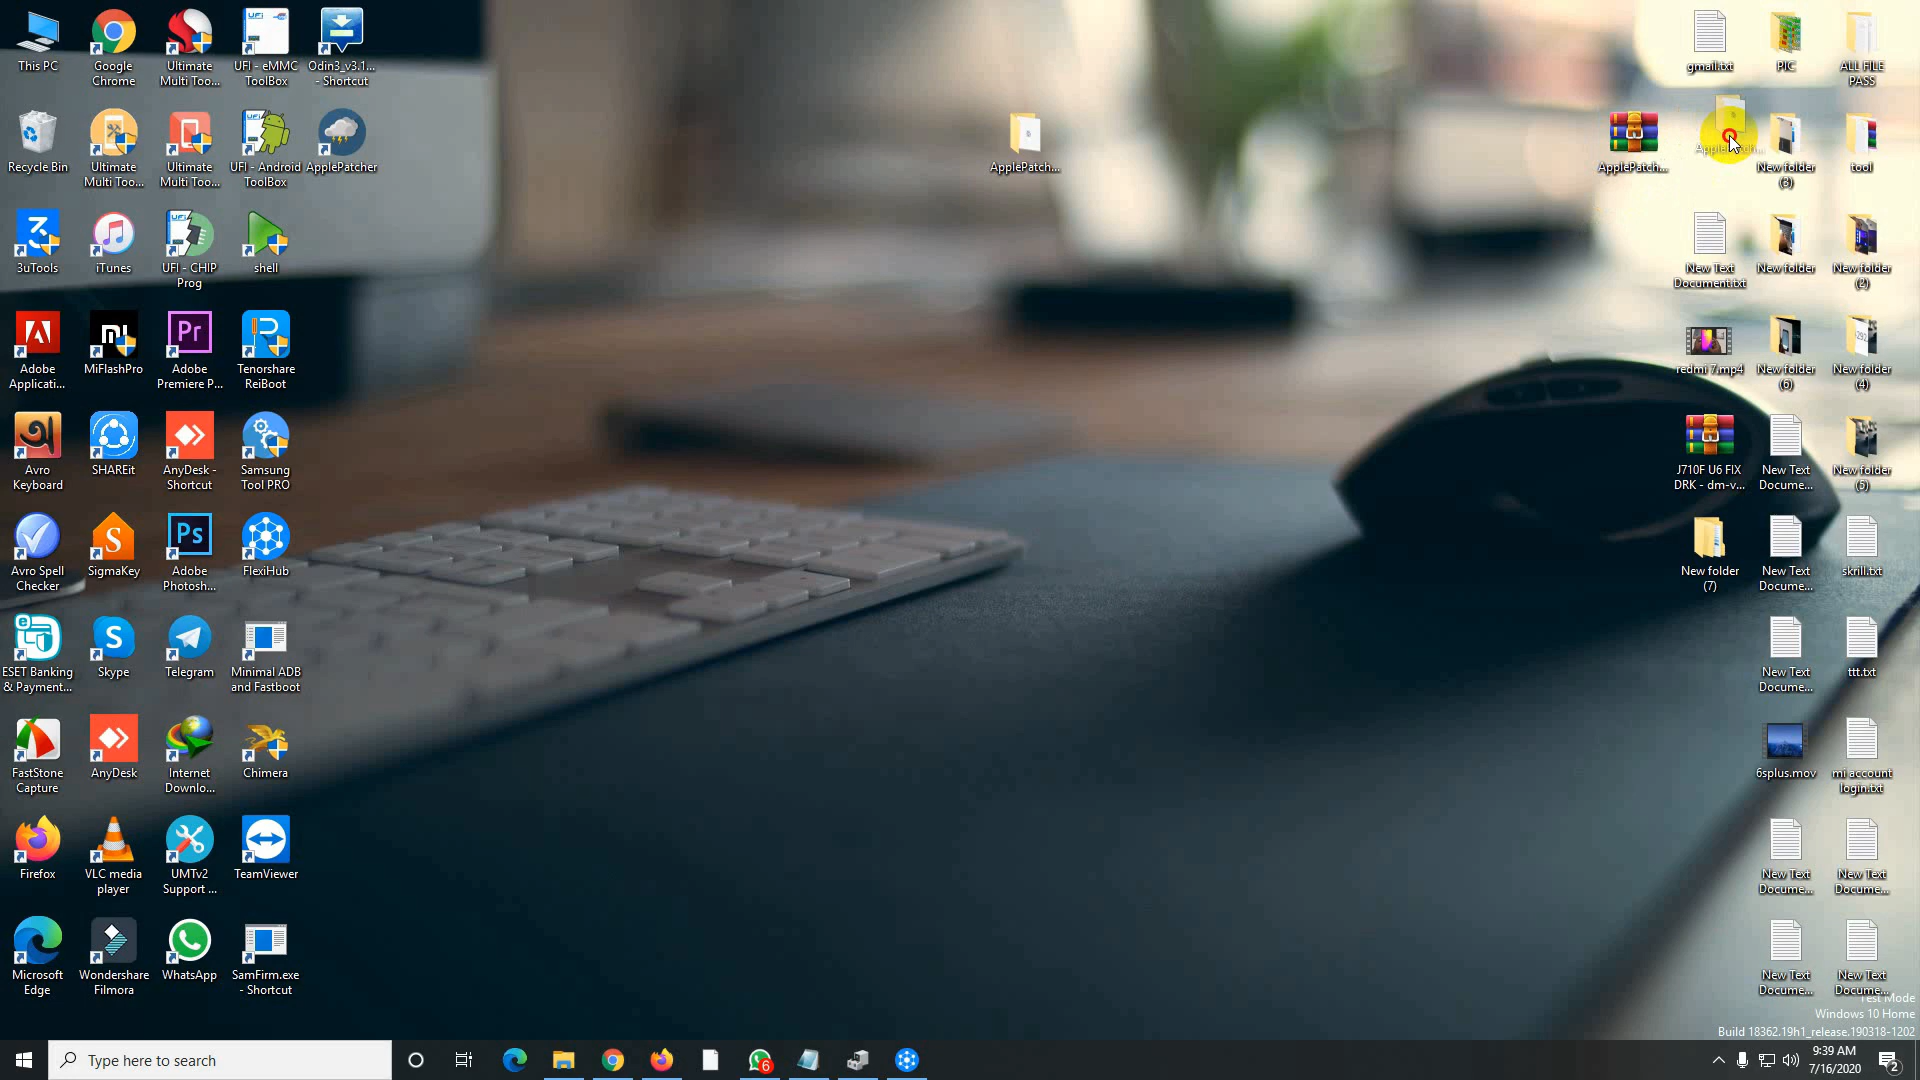 This PC
Google
Chrome
Ultimate
Multi Too...
UFI - eMMC
ToolBox
Odin3_v3.1...
- Shortcut
gmail.txt
PIC
ALL FILE
PASS
Recycle Bin
Ultimate
Multi Too...
Ultimate
Multi Too...
UFI - Android
ToolBox
ApplePatcher
ApplePatch...
ApplePatch...
New folder
(3)
tool
3uTools
iTunes
UFI - CHIP
Prog
shell
New Text
Document.txt
New folder
New folder
(2)
Adobe
Applicati...
MiFlashPro
Adobe
Premiere P...
Tenorshare
ReiBoot
redmi 7.mp4
New folder
(6)
New folder
(4)
Avro
Keyboard
SHAREit
AnyDesk -
Shortcut
Samsung
Tool PRO
J710F U6 FIX
DRK - dm-v...
New Text
Docume...
New folder
(5)
Avro Spell
Checker
SigmaKey
Adobe
Photosh...
FlexiHub
New folder
(7)
New Text
Docume...
skrill.txt
ESET Banking
& Payment...
Skype
Telegram
Minimal ADB
and Fastboot
New Text
Docume...
ttt.txt
FastStone
Capture
AnyDesk
Internet
Downlo...
Chimera
6splus.mov
mi account
login.txt
Firefox
VLC media
player
UMTv2
Support ...
TeamViewer
New Text
Docume...
New Text
Docume...
Microsoft
Edge
Wondershare
Filmora
WhatsApp
SamFirm.exe
- Shortcut
New Text
Docume...
New Text
Docume...
Test Mode
Windows 10 Home
Build 18362.19h1_release.190318-1202
Type here to search
6
9:39 AM
7/16/2020
2